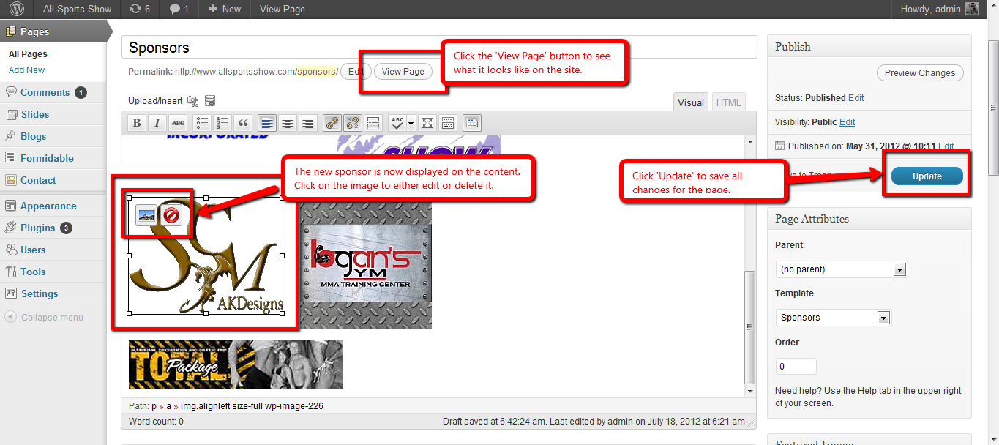 All Sports Show
6
1
New
View Page
Howdy, admin
Pages
All Pages
Add New
Comments 1
Slides
Blogs
Formidable
Contact
Appearance
Plugins 3
Users
Tools
Settings
Collapse menu
Sponsors
Permalink: http://www.allsportsshow.com/sponsors/ Edit View Page
Click the 'View Page' button to see
what it looks like on the site.
Upload/Insert
Visual
HTML
B I ABC
ABC
INCORPORATED
SHOW
The new sponsor is now displayed on the content.
Click on the image to either edit or delete it.
SCM
AKDesigns
Logan's
GYM
MMA TRAINING CENTER
TOTAL
Package
Path: p » a » img.alignleft size-full wp-image-226
Word count: 0
Draft saved at 6:42:24 am. Last edited by admin on July 18, 2012 at 6:21 am
Publish
Preview Changes
Status: Published Edit
Visibility: Public Edit
Published on: May 31, 2012 @ 10:11 Edit
Click 'Update' to save all
changes for the page.
to Trash
Update
Page Attributes
Parent
(no parent)
Template
Sponsors
Order
0
Need help? Use the Help tab in the upper right
of your screen.
Featured Image